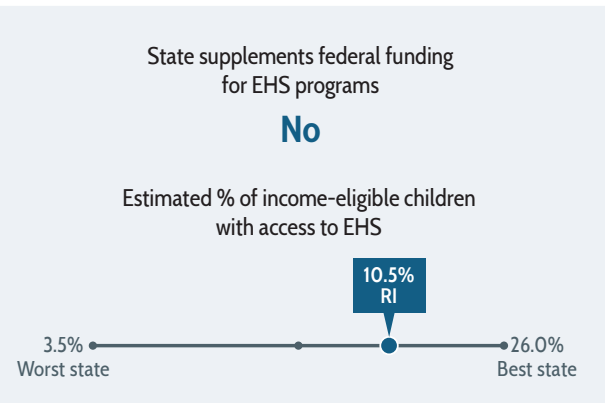 State supplements federal funding
for EHS programs
No
Estimated % of income-eligible children
with access to EHS
10.5%
RI
3.5%
Worst state
26.0%
Best state